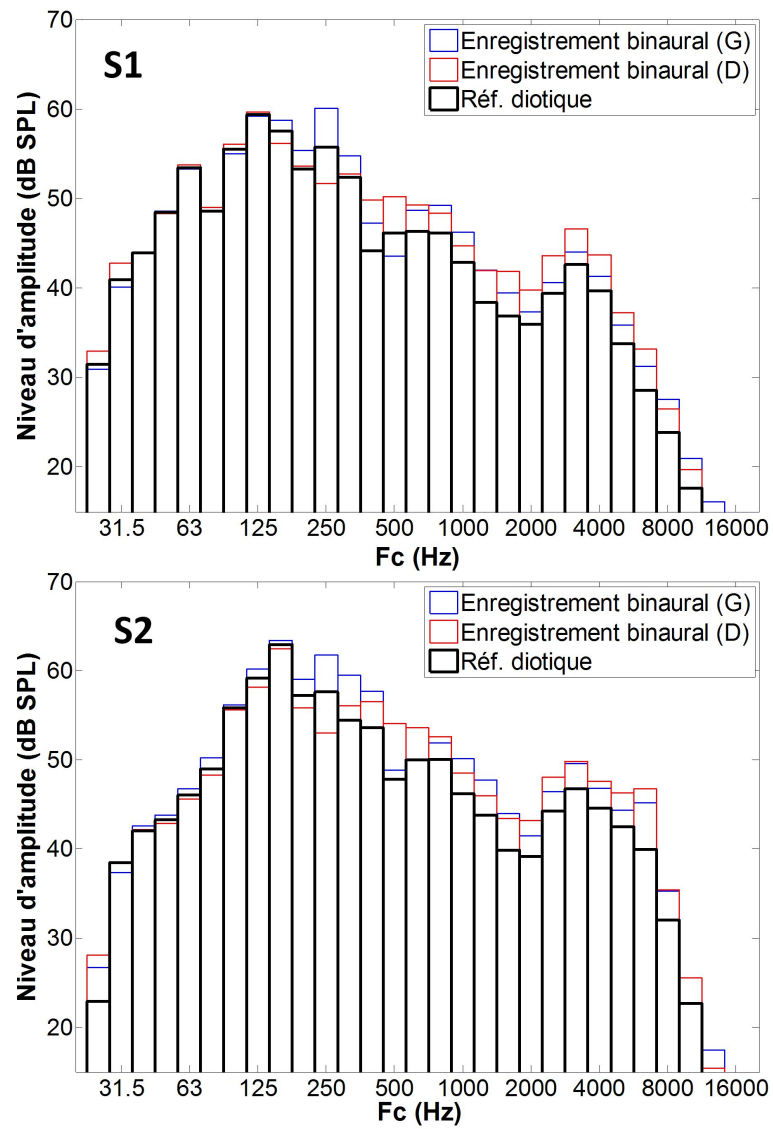 70
60
50
40
30
20
Niveau d'amplitude (dB SPL)
S1
Enregistrement binaural (G)
Enregistrement binaural (D)
Réf. diotique
31.5 63 125 250 500 1000 2000 4000 8000 16000
Fc (Hz)
70
60
50
40
30
20
Niveau d'amplitude (dB SPL)
S2
Enregistrement binaural (G)
Enregistrement binaural (D)
Réf. diotique
31.5 63 125 250 500 1000 2000 4000 8000 16000
Fc (Hz)